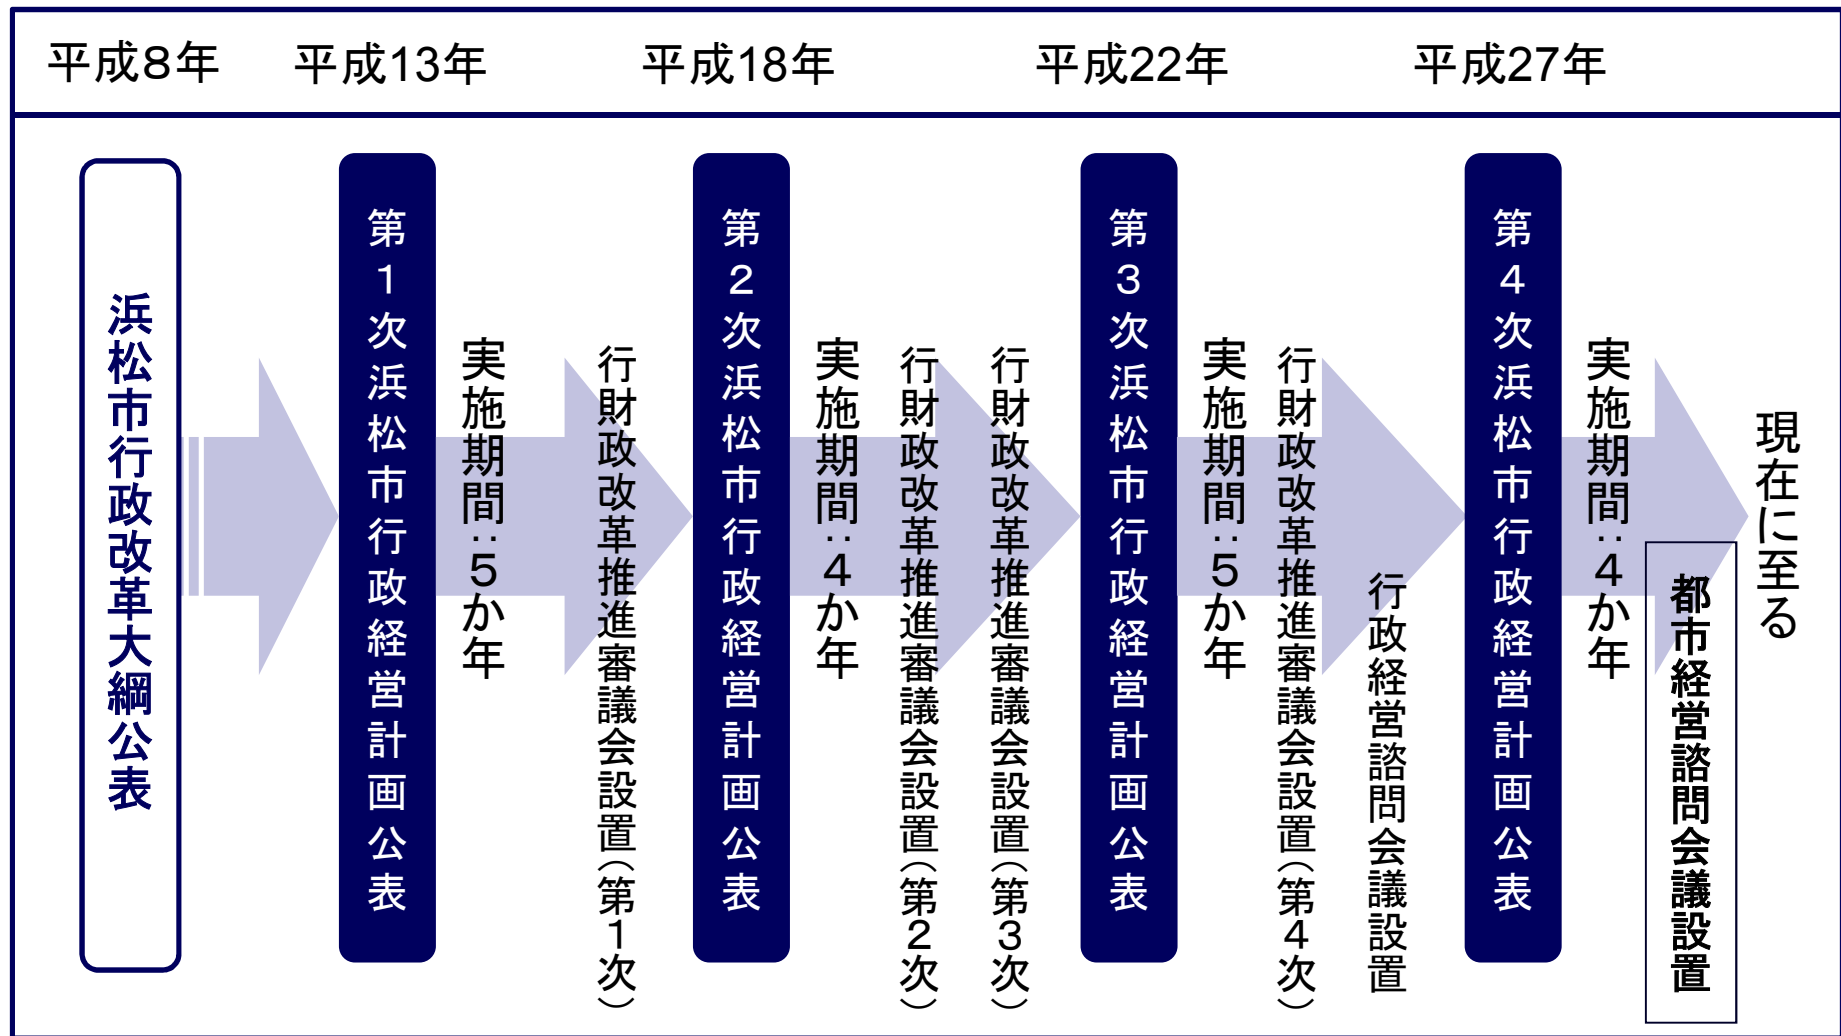 平成８年
平成13年
平成18年
平成22年
平成27年
浜松市行政改革大綱公表
第１次浜松市行政経営計画公表
実施期間：５か年
行財政改革推進審議会設置（第１次）
第２次浜松市行政経営計画公表
実施期間：４か年
行財政改革推進審議会設置（第２次）
行財政改革推進審議会設置（第３次）
第３次浜松市行政経営計画公表
実施期間：５か年
行財政改革推進審議会設置（第４次）
行政経営諮問会議設置
第４次浜松市行政経営計画公表
実施期間：４か年
都市経営諮問会議設置
現在に至る